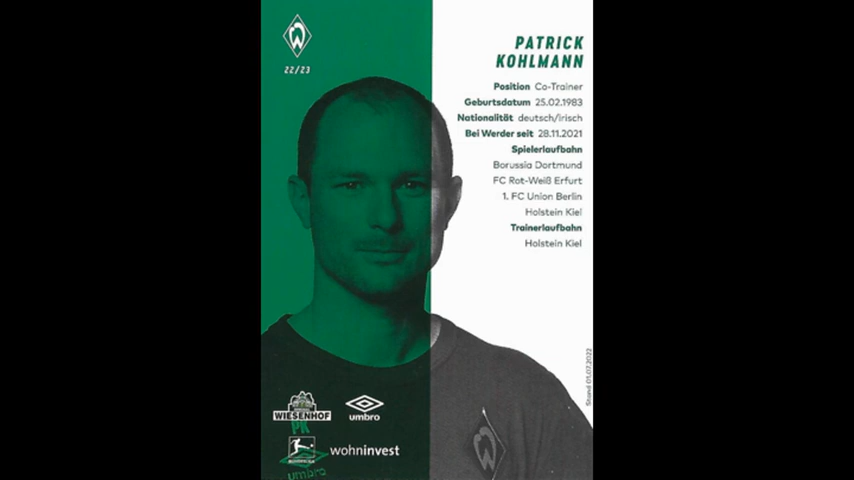 W
22/23
PATRICK
KOHLMANN
Position Co-Trainer
Geburtsdatum 25.02.1983
Nationalität deutsch/irisch
Bei Werder seit 28.11.2021
Spielerlaufbahn
Borussia Dortmund
FC Rot-Weiß Erfurt
1. FC Union Berlin
Holstein Kiel
Trainerlaufbahn
Holstein Kiel
Stand 01.07.2022
WIESENHOF
umbro
PK
wohninvest
umbro
W